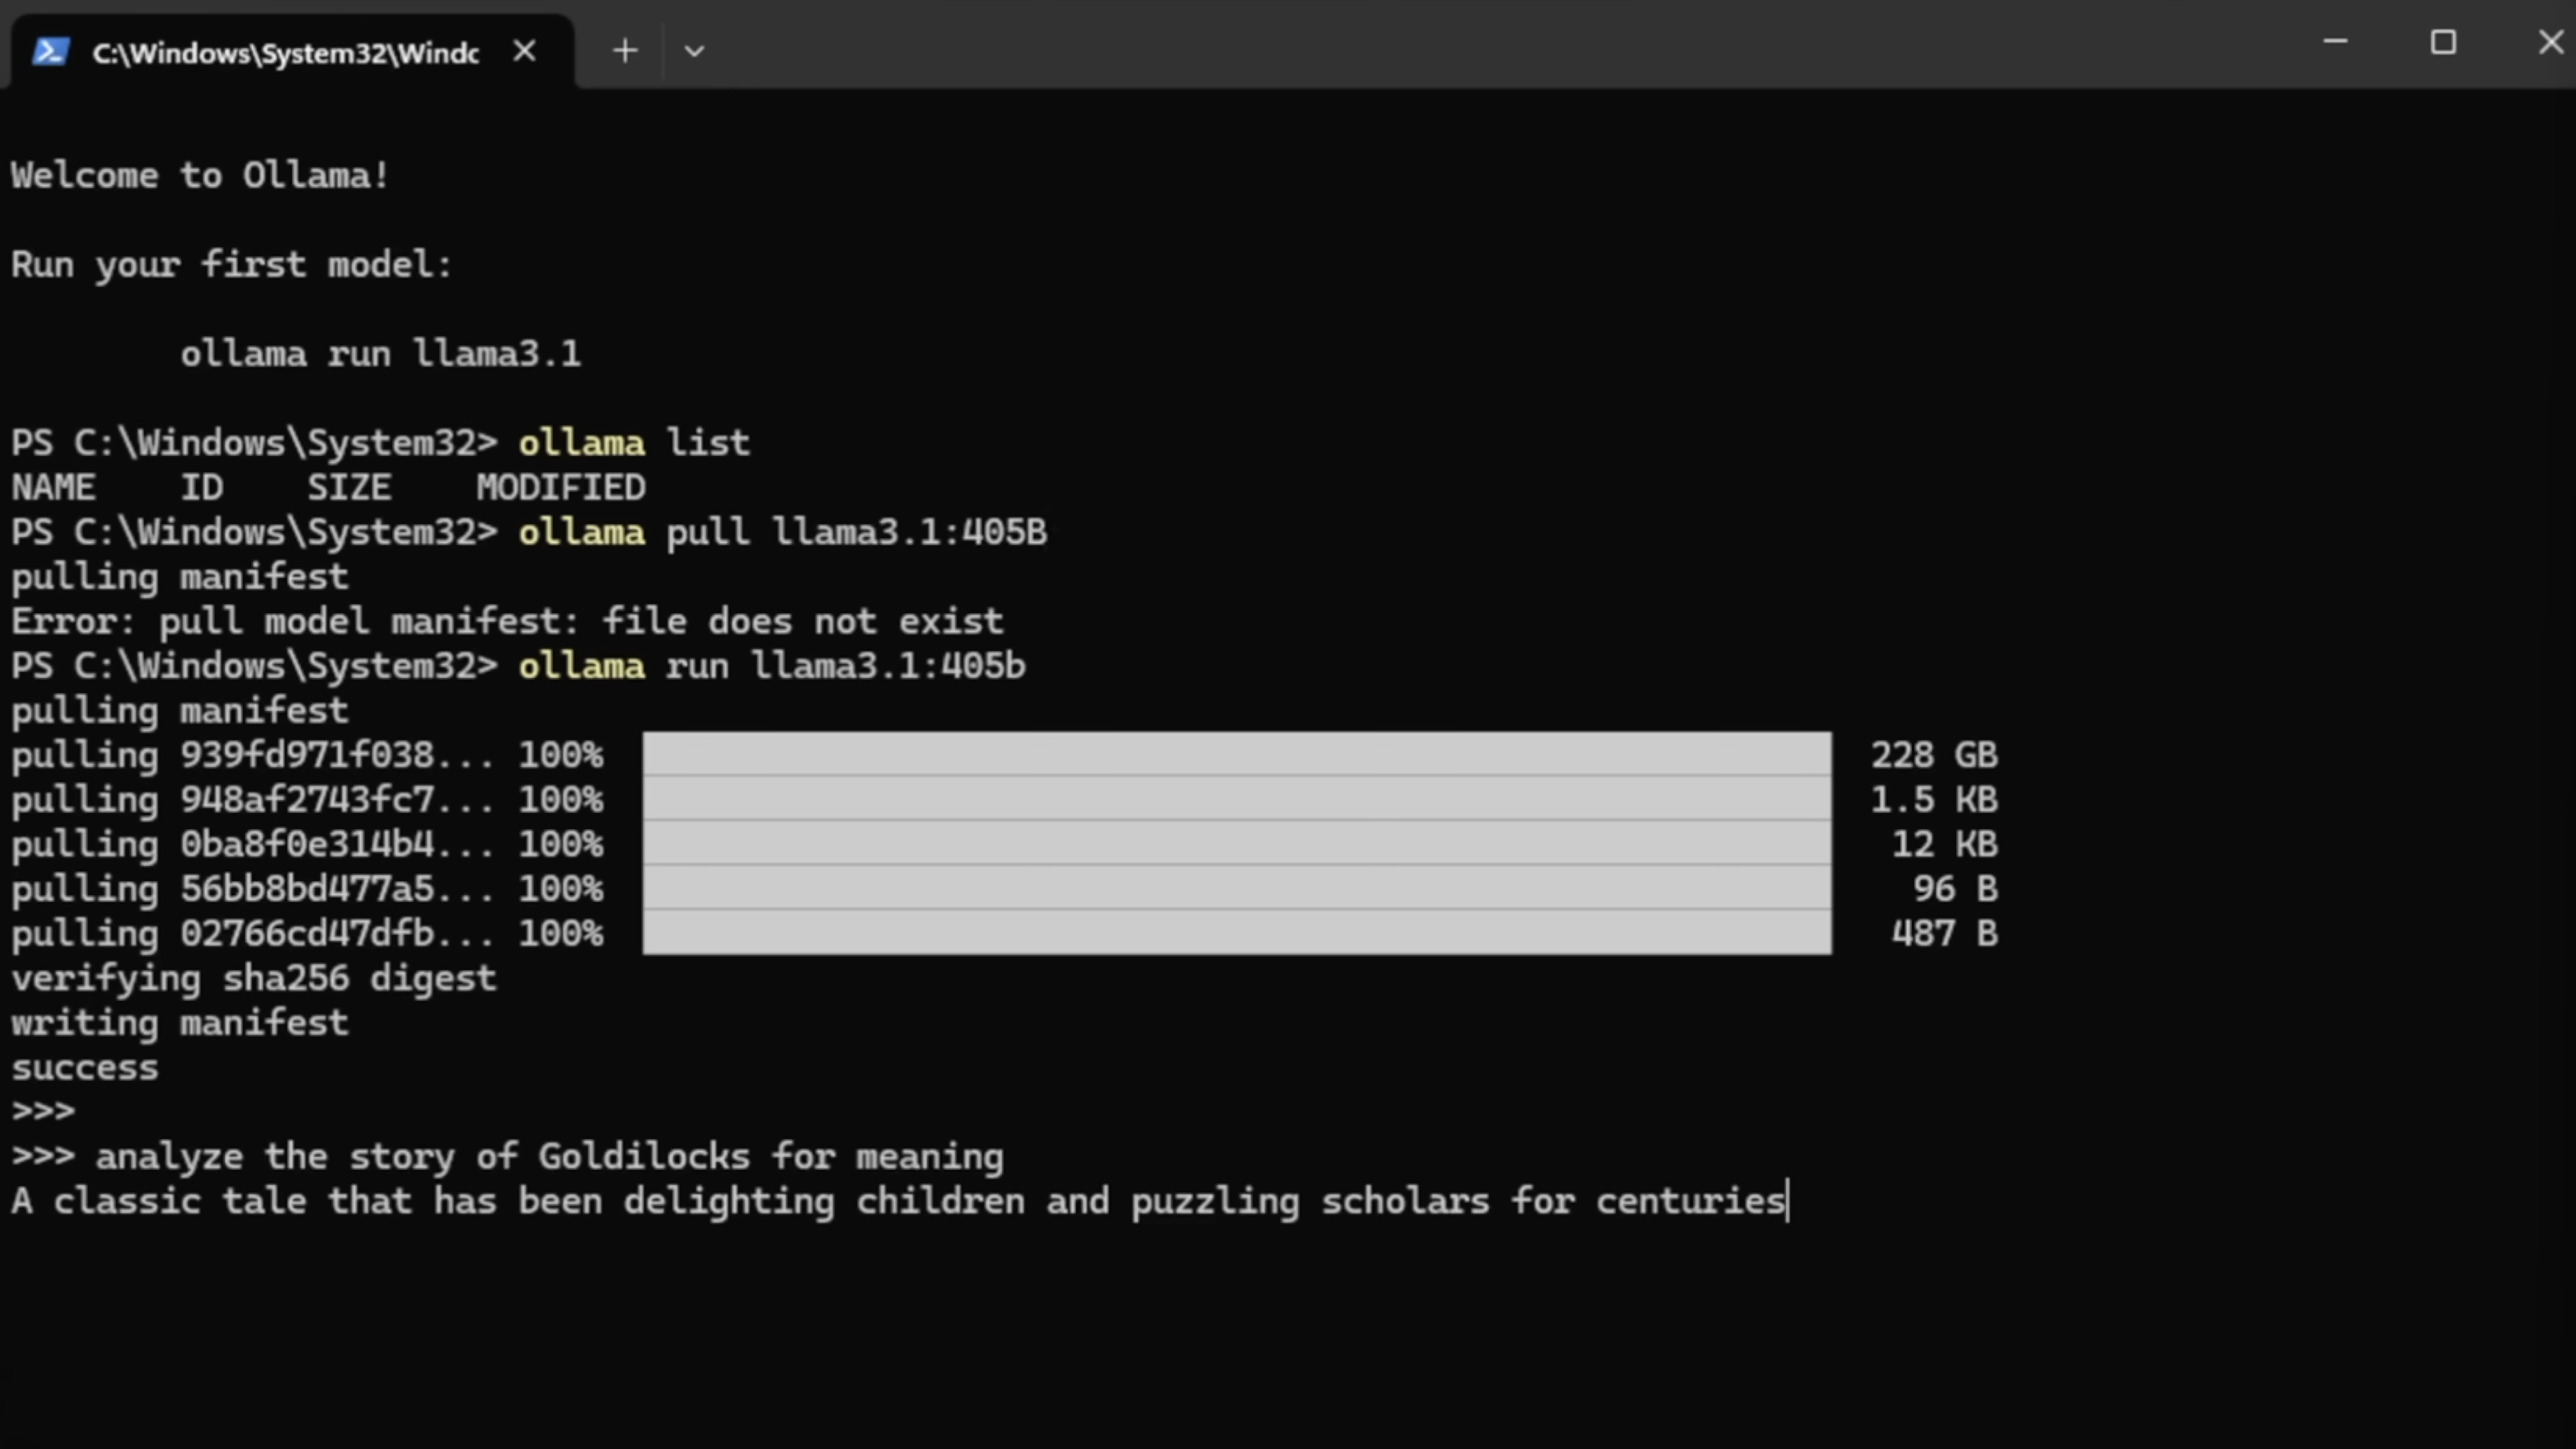 C:\Windows\System32\Windc
Welcome to Ollama!
Run your first model:
ollama run llama3.1
PS C:\Windows\System32> ollama list
NAME    ID    SIZE    MODIFIED
PS C:\Windows\System32> ollama pull llama3.1:405B
pulling manifest
Error: pull model manifest: file does not exist
PS C:\Windows\System32> ollama run llama3.1:405b
pulling manifest
pulling 939fd971f038... 100% 228 GB
pulling 948af2743fc7... 100% 1.5 KB
pulling 0ba8f0e314b4... 100% 12 KB
pulling 56bb8bd477a5... 100% 96 B
pulling 02766cd47dfb... 100% 487 B
verifying sha256 digest
writing manifest
success
>>>
>>> analyze the story of Goldilocks for meaning
A classic tale that has been delighting children and puzzling scholars for centuries